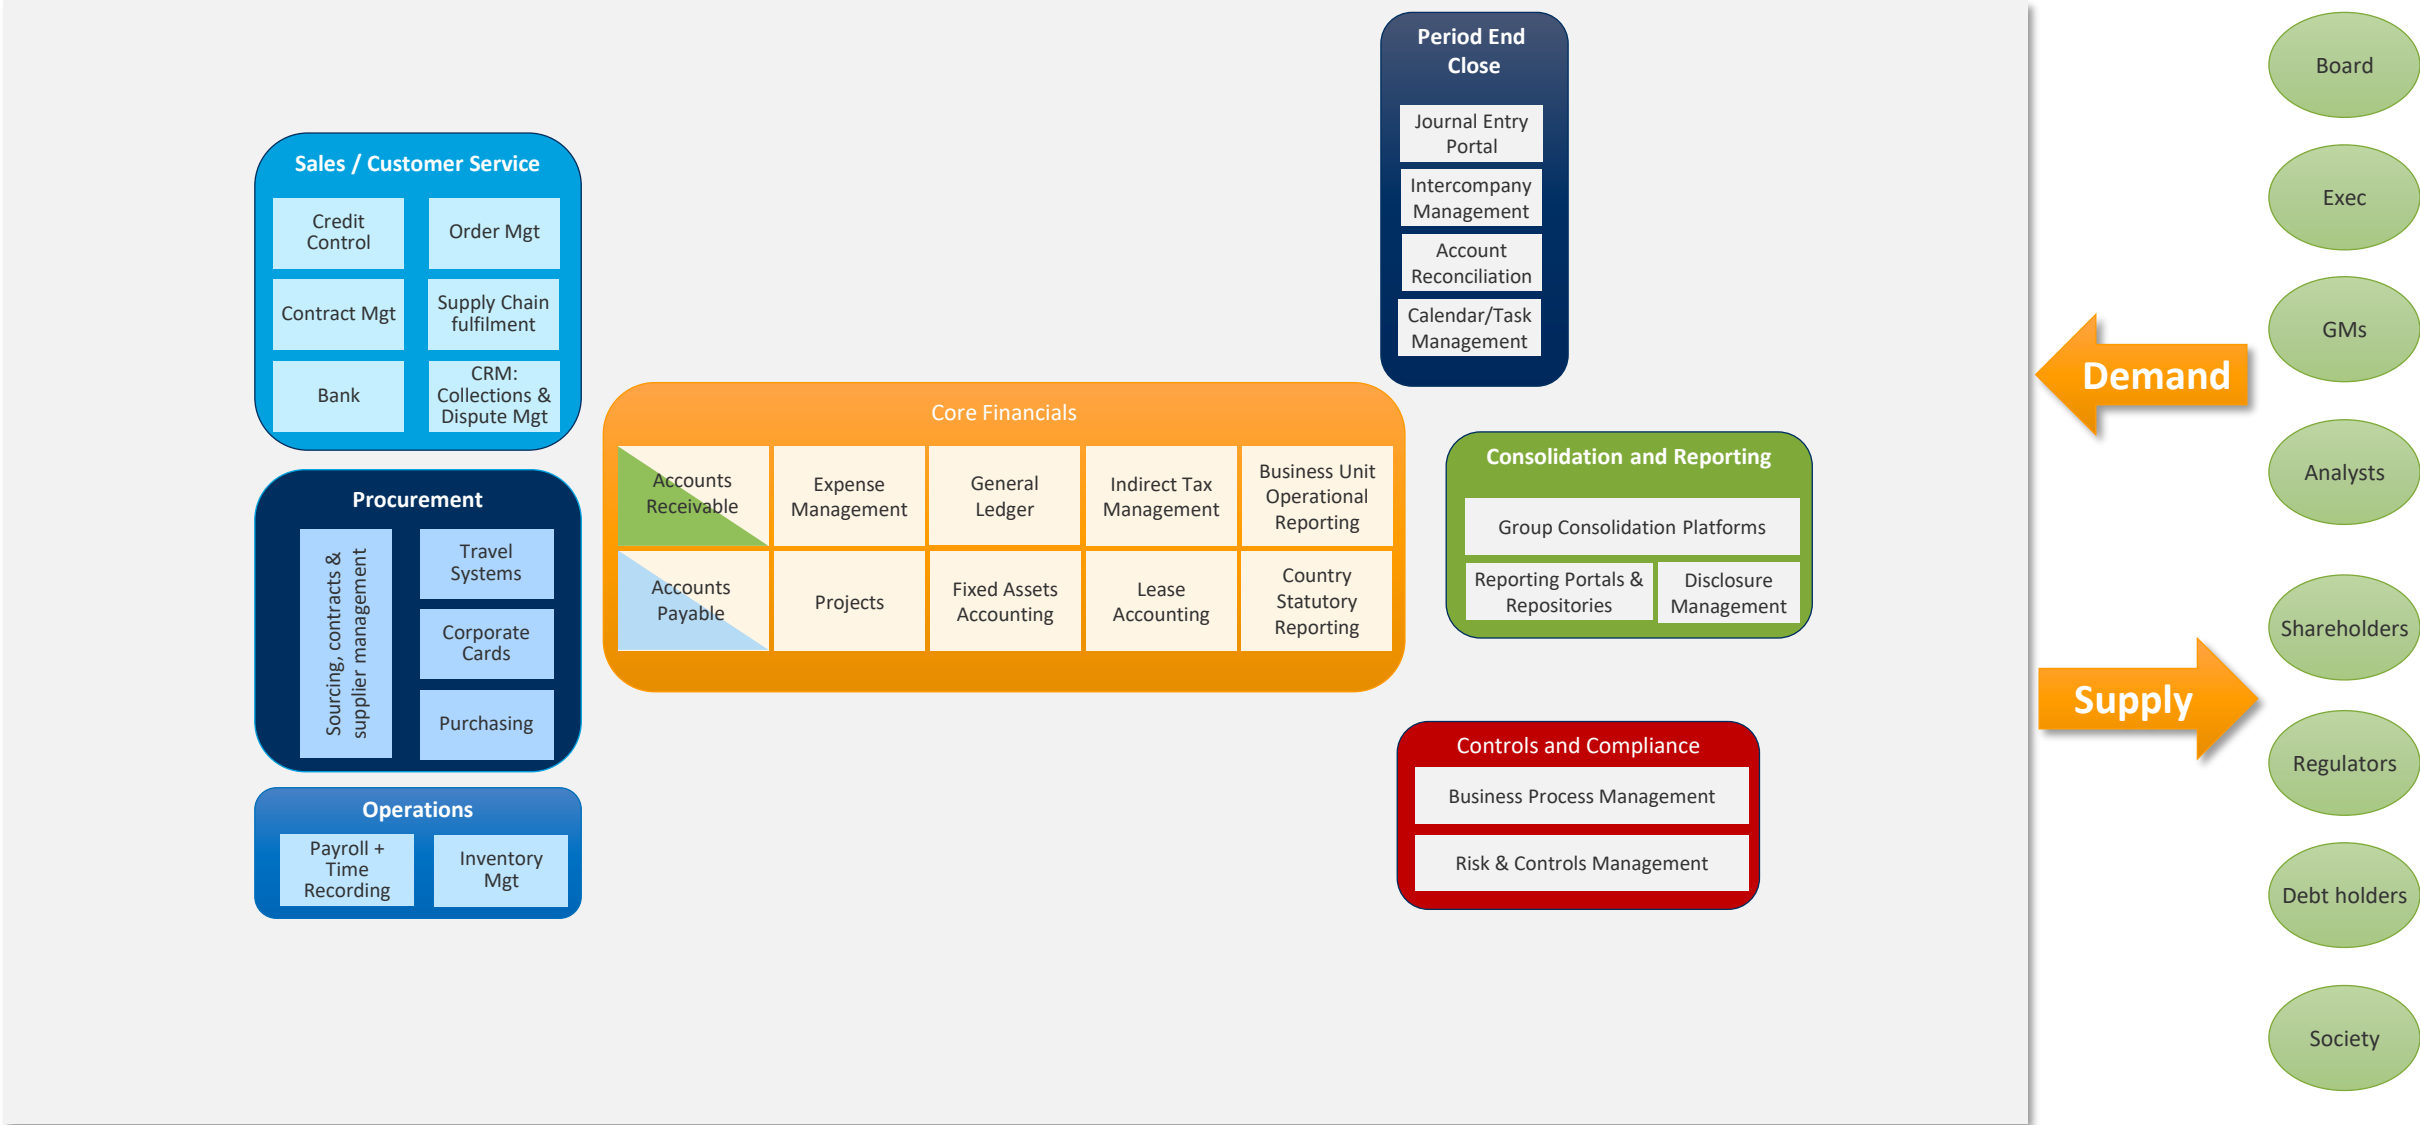 Sales / Customer Service
Credit
Control
Order Mgt
Contract Mgt
Supply Chain
fulfilment
Bank
CRM:
Collections &
Dispute Mgt
Procurement
Sourcing, contracts &
supplier management
Travel
Systems
Corporate
Cards
Purchasing
Operations
Payroll +
Time
Recording
Inventory
Mgt
Core Financials
Accounts
Receivable
Expense
Management
General
Ledger
Indirect Tax
Management
Business Unit
Operational
Reporting
Accounts
Payable
Projects
Fixed Assets
Accounting
Lease
Accounting
Country
Statutory
Reporting
Period End
Close
Journal Entry
Portal
Intercompany
Management
Account
Reconciliation
Calendar/Task
Management
Consolidation and Reporting
Group Consolidation Platforms
Reporting Portals &
Repositories
Disclosure
Management
Controls and Compliance
Business Process Management
Risk & Controls Management
Demand
Supply
Board
Exec
GMs
Analysts
Shareholders
Regulators
Debt holders
Society